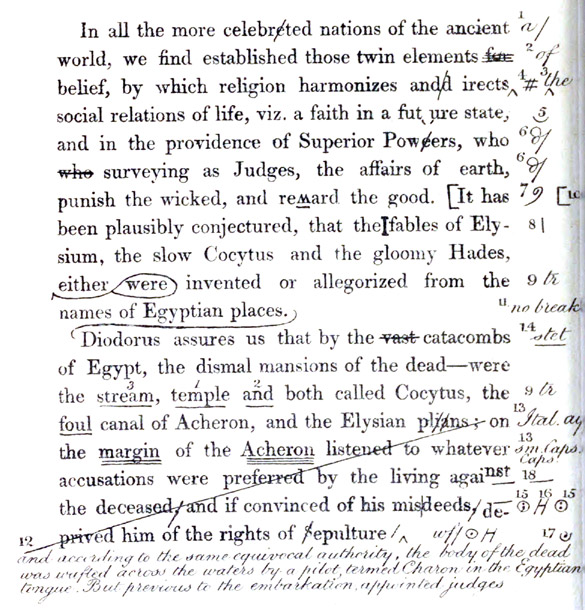 In all the more celebrated nations of the ancient 1 a/
world, we find established those twin elements for 2 of
belief, by which religion harmonizes and d irects, 4 # 3 the
social relations of life, viz. a faith in a fut ure state, 5
and in the providence of Superior Powers, who 6
who surveying as Judges, the affairs of earth, 6
punish the wicked, and reward the good. [It has 7 9 [10
been plausibly conjectured, that the fables of Ely- 8|
sium, the slow Cocytus and the gloomy Hades,
either were invented or allegorized from the 9 tr
names of Egyptian places. 11 no break
Diodorus assures us that by the vast catacombs 14 stet
of Egypt, the dismal mansions of the dead—were
the stream, temple and both called Cocytus, the 9 tr
3 1 2
foul canal of Acheron, and the Elysian plains; on 13 Ital. ay
the margin of the Acheron listened to whatever 13 sm. Caps. Caps.
accusations were preferred by the living against 18
the deceased, and if convinced of his misdeeds, de- 15 16 H 15
12 prived him of the rights of sepulture w.f. H 17
and according to the same equivocal authority, the body of the dead
was wafted across the waters by a pilot, termed Charon in the Egyptian
tongue. But previous to the embarkation, appointed judges